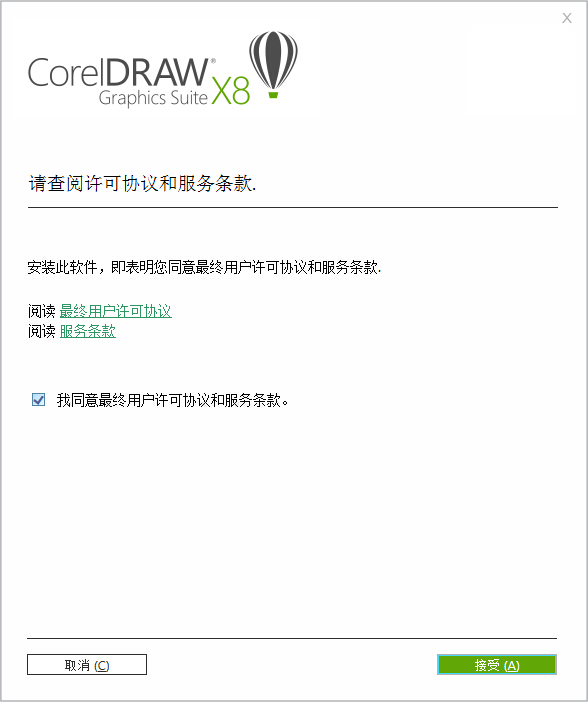 X
CorelDRAW®
Graphics Suite X8
请查阅许可协议和服务条款.
安装此软件，即表明您同意最终用户许可协议和服务条款.
阅读 最终用户许可协议
阅读 服务条款
我同意最终用户许可协议和服务条款。
取消 (C)
接受 (A)